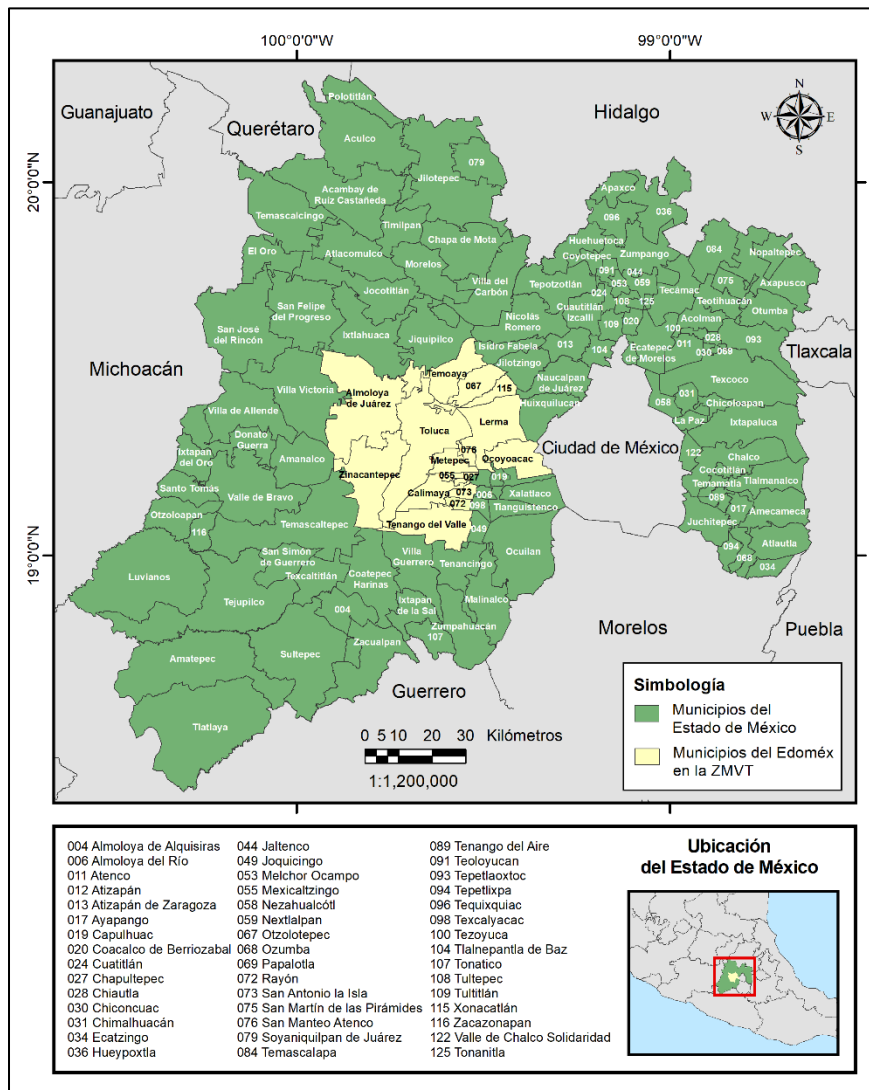 100°0'0"W
99°0'0"W
Guanajuato
Querétaro
Hidalgo
N
W
E
S
20°0'0"N
19°0'0"N
Polotitlán
Aculco
Jilotepec
079
Acambay de
Ruíz Castañeda
Temascalcingo
Timilpan
Chapa de Mota
El Oro
Atlacomulco
Morelos
Villa del
Carbón
Jocotitlán
San Felipe
del Progreso
San José
del Rincón
Ixtlahuaca
Jiquipilco
Nicolás
Romero
Isidro Fabela
Jilotzingo
Apaxco
096
036
Huehuetoca
Coyotepec
Zumpango
091
044
Tepotzotlán
024
053
059
Tecámac
Cuautitlán
Izcalli
108
125
109
020
013
104
Naucalpan
de Juárez
Huixquilucan
Ecatepec
de Morelos
084
Nopaltepec
075
Axapusco
Teotihuacán
Otumba
Acolman
100
011
028
030
069
093
Tlaxcala
Texcoco
058
031
Chicoloapan
La Paz
Ixtapaluca
122
Chalco
Cocotitlán
Temamatla
Tlalmanalco
089
017
Amecameca
Juchitepec
094
Atlautla
068
034
Michoacán
Ciudad de México
Temoaya
067
115
Almoloya
de Juárez
Toluca
Lerma
076
Metepec
Ocoyoacac
Zinacantepec
055
027
019
Calimaya
073
006
Xalatlaco
072
098
Tianguistenco
Tenango del Valle
049
Villa Victoria
Villa de Allende
Donato
Guerra
Ixtapan
del Oro
Amanalco
Santo Tomás
Valle de Bravo
Otzoloapan
116
Temascaltepec
Luvianos
San Simón
de Guerrero
Texcaltitlán
Coatepec
Harinas
Villa
Guerrero
Tenancingo
Ocuilan
Tejupilco
004
Ixtapan
de la Sal
Malinalco
Zumpahuacán
107
Amatepec
Sultepec
Zacualpan
Tlatlaya
Morelos
Puebla
Guerrero
0 5 10 20 30 Kilómetros
1:1,200,000
Simbología
Municipios del
Estado de México
Municipios del Edoméx
en la ZMVT
004 Almoloya de Alquisiras
006 Almoloya del Río
011 Atenco
012 Atizapán
013 Atizapán de Zaragoza
017 Ayapango
019 Capulhuac
020 Coacalco de Berriozabal
024 Cuatitlán
027 Chapultepec
028 Chiautla
030 Chiconcuac
031 Chimalhuacán
034 Ecatzingo
036 Hueypoxtla
044 Jaltenco
049 Joquicingo
053 Melchor Ocampo
055 Mexicaltzingo
058 Nezahualcótl
059 Nextlalpan
067 Otzolotepec
068 Ozumba
069 Papalotla
072 Rayón
073 San Antonio la Isla
075 San Martín de las Pirámides
076 San Manteo Atenco
079 Soyaniquilpan de Juárez
084 Temascalapa
089 Tenango del Aire
091 Teoloyucan
093 Tepetlaoxtoc
094 Tepetlixpa
096 Tequixquiac
098 Texcalyacac
100 Tezoyuca
104 Tlalnepantla de Baz
107 Tonatico
108 Tultepec
109 Tultitlán
115 Xonacatlán
116 Zacazonapan
122 Valle de Chalco Solidaridad
125 Tonanitla
Ubicación
del Estado de México